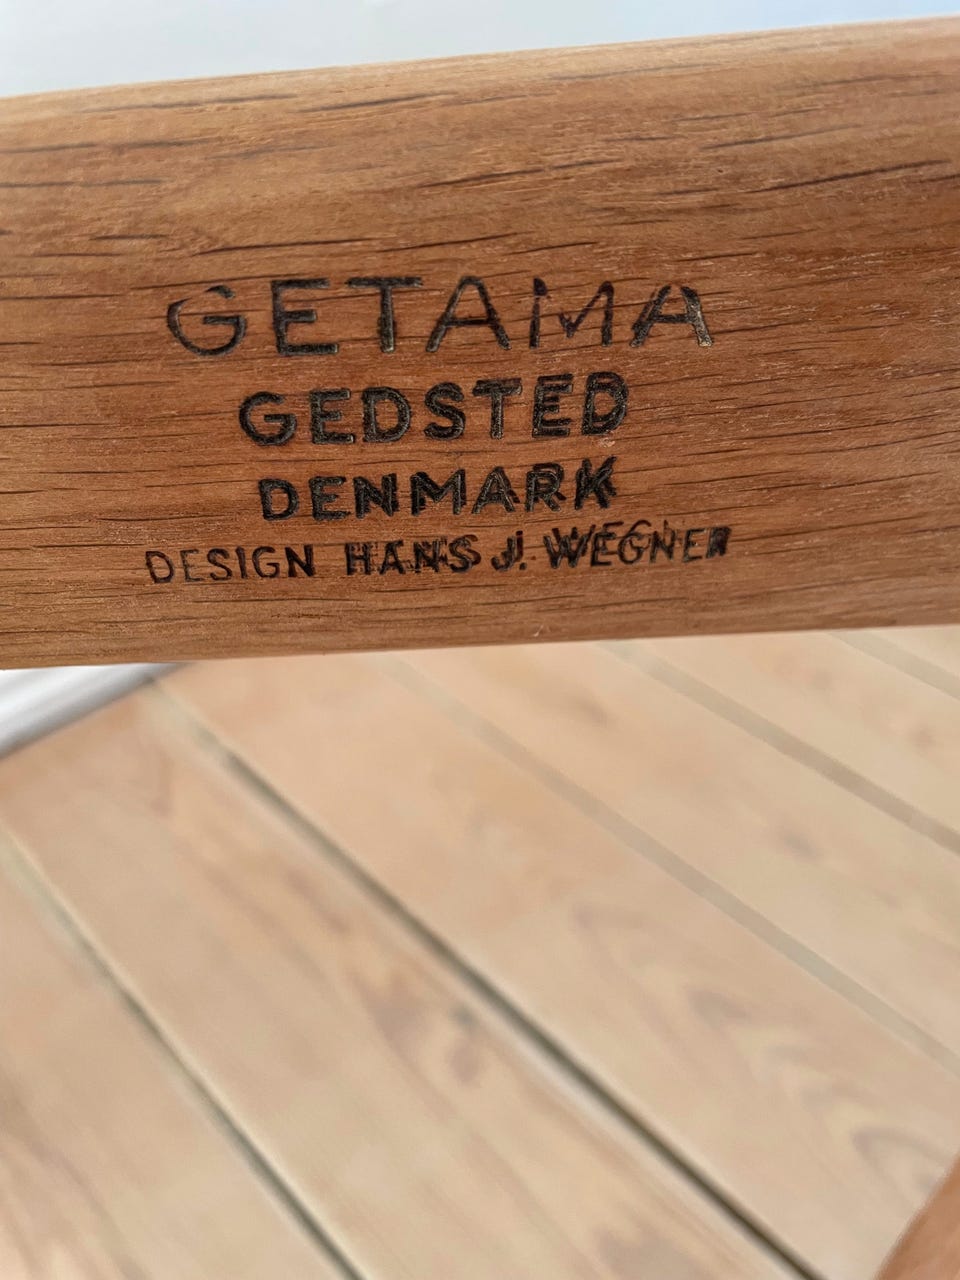 GETAMA
GEDSTED
DENMARK
DESIGN HANS J. WEGNER